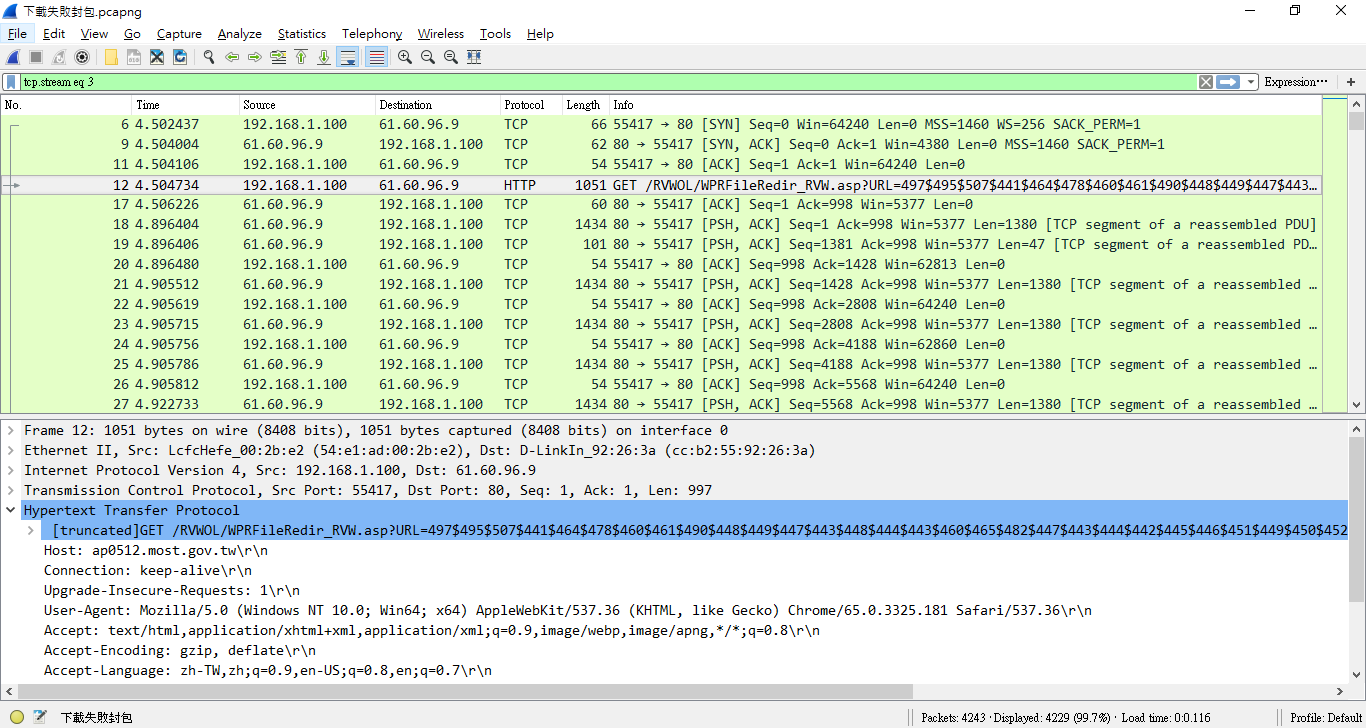 下載失敗封包.pcapng
File Edit View Go Capture Analyze Statistics Telephony Wireless Tools Help
tcp.stream eq 3 Expression… +
No. Time Source Destination Protocol Length Info
6 4.502437 192.168.1.100 61.60.96.9 TCP 66 55417 → 80 [SYN] Seq=0 Win=64240 Len=0 MSS=1460 WS=256 SACK_PERM=1
9 4.504004 61.60.96.9 192.168.1.100 TCP 62 80 → 55417 [SYN, ACK] Seq=0 Ack=1 Win=4380 Len=0 MSS=1460 SACK_PERM=1
11 4.504106 192.168.1.100 61.60.96.9 TCP 54 55417 → 80 [ACK] Seq=1 Ack=1 Win=64240 Len=0
12 4.504734 192.168.1.100 61.60.96.9 HTTP 1051 GET /RVWOL/WPRFileRedir_RVW.asp?URL=497$495$507$441$464$478$460$461$490$448$449$447$443…
17 4.506226 61.60.96.9 192.168.1.100 TCP 60 80 → 55417 [ACK] Seq=1 Ack=998 Win=5377 Len=0
18 4.896404 61.60.96.9 192.168.1.100 TCP 1434 80 → 55417 [PSH, ACK] Seq=1 Ack=998 Win=5377 Len=1380 [TCP segment of a reassembled PDU]
19 4.896406 61.60.96.9 192.168.1.100 TCP 101 80 → 55417 [PSH, ACK] Seq=1381 Ack=998 Win=5377 Len=47 [TCP segment of a reassembled PD…
20 4.896480 192.168.1.100 61.60.96.9 TCP 54 55417 → 80 [ACK] Seq=998 Ack=1428 Win=62813 Len=0
21 4.905512 61.60.96.9 192.168.1.100 TCP 1434 80 → 55417 [PSH, ACK] Seq=1428 Ack=998 Win=5377 Len=1380 [TCP segment of a reassembled …
22 4.905619 192.168.1.100 61.60.96.9 TCP 54 55417 → 80 [ACK] Seq=998 Ack=2808 Win=64240 Len=0
23 4.905715 61.60.96.9 192.168.1.100 TCP 1434 80 → 55417 [PSH, ACK] Seq=2808 Ack=998 Win=5377 Len=1380 [TCP segment of a reassembled …
24 4.905756 192.168.1.100 61.60.96.9 TCP 54 55417 → 80 [ACK] Seq=998 Ack=4188 Win=62860 Len=0
25 4.905786 61.60.96.9 192.168.1.100 TCP 1434 80 → 55417 [PSH, ACK] Seq=4188 Ack=998 Win=5377 Len=1380 [TCP segment of a reassembled …
26 4.905812 192.168.1.100 61.60.96.9 TCP 54 55417 → 80 [ACK] Seq=998 Ack=5568 Win=64240 Len=0
27 4.922733 61.60.96.9 192.168.1.100 TCP 1434 80 → 55417 [PSH, ACK] Seq=5568 Ack=998 Win=5377 Len=1380 [TCP segment of a reassembled …
Frame 12: 1051 bytes on wire (8408 bits), 1051 bytes captured (8408 bits) on interface 0
Ethernet II, Src: LcfcHefe_00:2b:e2 (54:e1:ad:00:2b:e2), Dst: D-LinkIn_92:26:3a (cc:b2:55:92:26:3a)
Internet Protocol Version 4, Src: 192.168.1.100, Dst: 61.60.96.9
Transmission Control Protocol, Src Port: 55417, Dst Port: 80, Seq: 1, Ack: 1, Len: 997
Hypertext Transfer Protocol
[truncated]GET /RVWOL/WPRFileRedir_RVW.asp?URL=497$495$507$441$464$478$460$461$490$448$449$447$443$448$444$443$460$465$482$447$443$444$442$445$446$451$449$450$452
Host: ap0512.most.gov.tw\r\n
Connection: keep-alive\r\n
Upgrade-Insecure-Requests: 1\r\n
User-Agent: Mozilla/5.0 (Windows NT 10.0; Win64; x64) AppleWebKit/537.36 (KHTML, like Gecko) Chrome/65.0.3325.181 Safari/537.36\r\n
Accept: text/html,application/xhtml+xml,application/xml;q=0.9,image/webp,image/apng,*/*;q=0.8\r\n
Accept-Encoding: gzip, deflate\r\n
Accept-Language: zh-TW,zh;q=0.9,en-US;q=0.8,en;q=0.7\r\n
下載失敗封包 Packets: 4243 · Displayed: 4229 (99.7%) · Load time: 0:0.116 Profile: Default